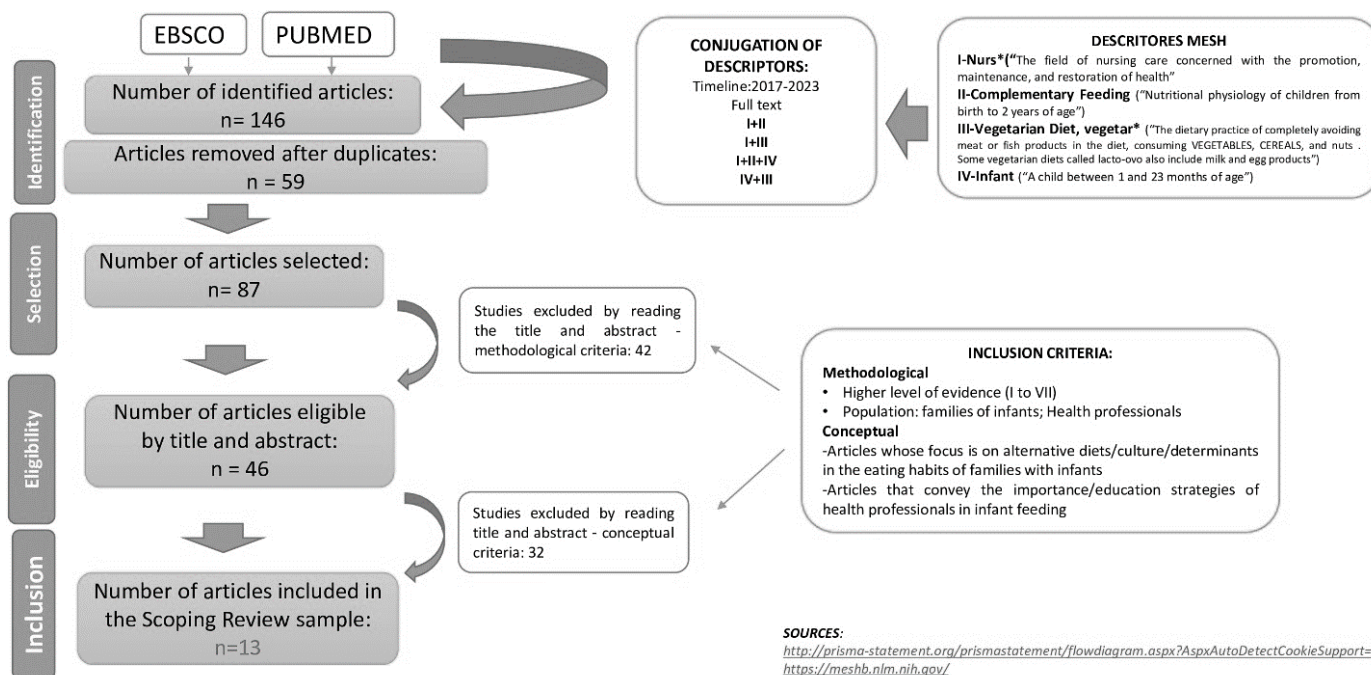 EBSCO
PUBMED
Identification
Number of identified articles:
n= 146
Articles removed after duplicates:
n = 59
CONJUGATION OF
DESCRIPTORS:
Timeline:2017-2023
Full text
I+II
I+III
I+II+IV
IV+III
DESCRITORES MESH
I-Nurs*("The field of nursing care concerned with the promotion,
maintenance, and restoration of health"
II-Complementary Feeding ("Nutritional physiology of children from
birth to 2 years of age")
III-Vegetarian Diet, vegetar* ("The dietary practice of completely avoiding
meat or fish products in the diet, consuming VEGETABLES, CEREALS, and nuts .
Some vegetarian diets called lacto-ovo also include milk and egg products")
IV-Infant ("A child between 1 and 23 months of age")
Selection
Number of articles selected:
n= 87
Studies excluded by reading
the title and abstract -
methodological criteria: 42
Eligibility
Number of articles eligible
by title and abstract:
n = 46
Studies excluded by reading
title and abstract - conceptual
criteria: 32
INCLUSION CRITERIA:
Methodological
• Higher level of evidence (I to VII)
• Population: families of infants; Health professionals
Conceptual
-Articles whose focus is on alternative diets/culture/determinants
in the eating habits of families with infants
-Articles that convey the importance/education strategies of
health professionals in infant feeding
Inclusion
Number of articles included in
the Scoping Review sample:
n=13
SOURCES:
http://prisma-statement.org/prismastatement/flowdiagram.aspx?AspxAutoDetectCookieSupport=
https://meshb.nlm.nih.gov/